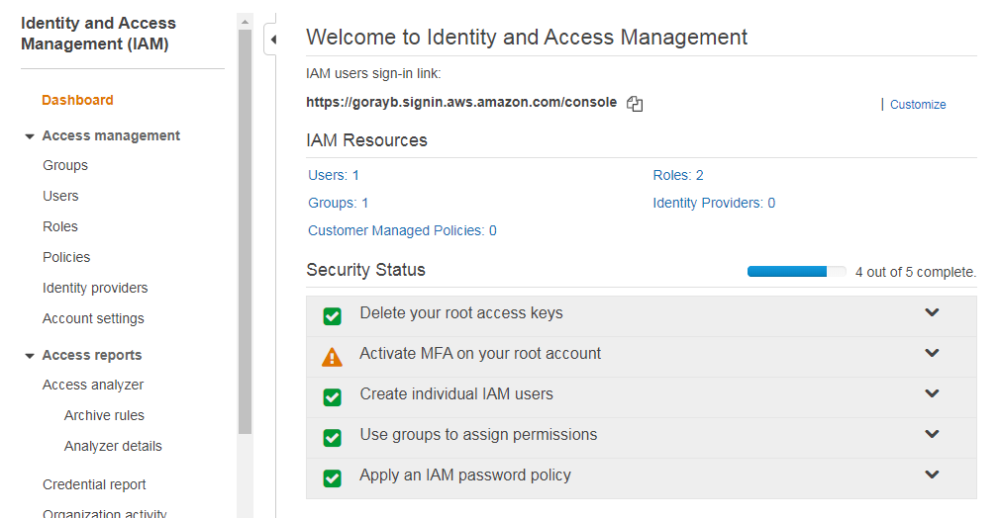 Identity and Access
Management (IAM)
Dashboard
Access management
Groups
Users
Roles
Policies
Identity providers
Account settings
Access reports
Access analyzer
Archive rules
Analyzer details
Credential report
Organization activity
Welcome to Identity and Access Management
IAM users sign-in link:
https://gorayb.signin.aws.amazon.com/console
| Customize
IAM Resources
Users: 1
Roles: 2
Groups: 1
Identity Providers: 0
Customer Managed Policies: 0
Security Status
4 out of 5 complete.
Delete your root access keys
Activate MFA on your root account
Create individual IAM users
Use groups to assign permissions
Apply an IAM password policy